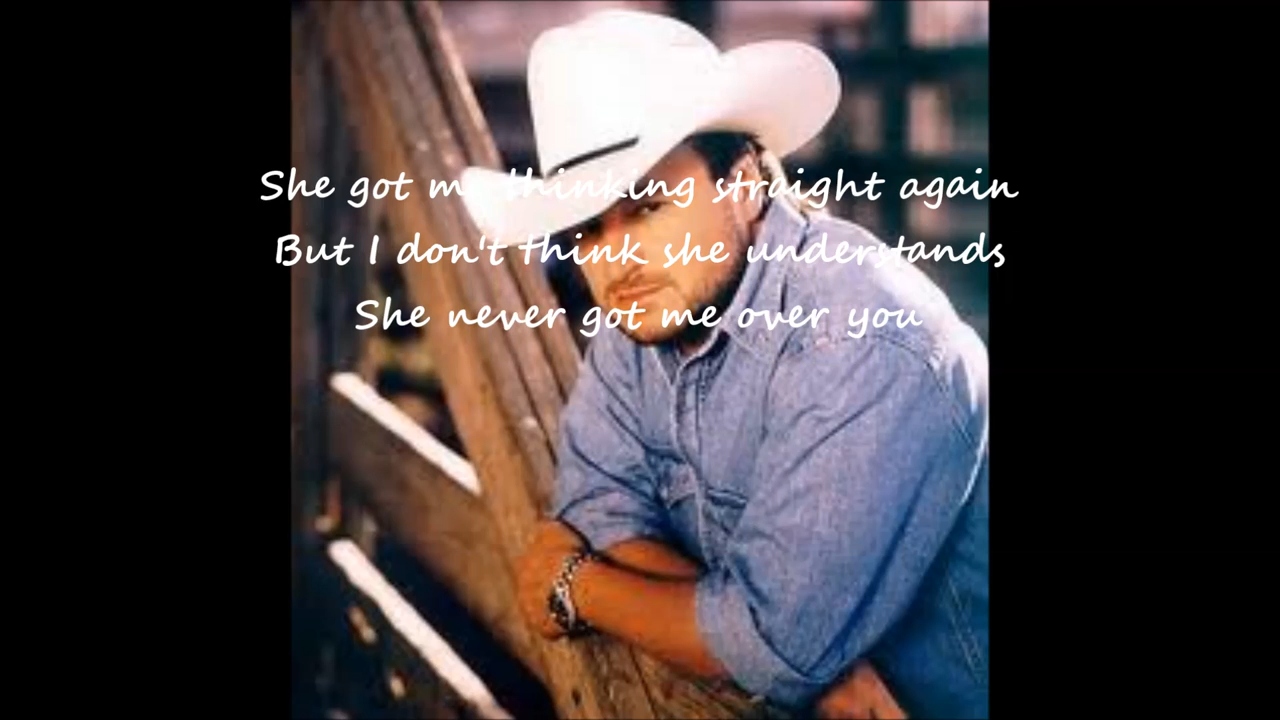 She got me thinking straight again
But I don't think she understands
She never got me over you